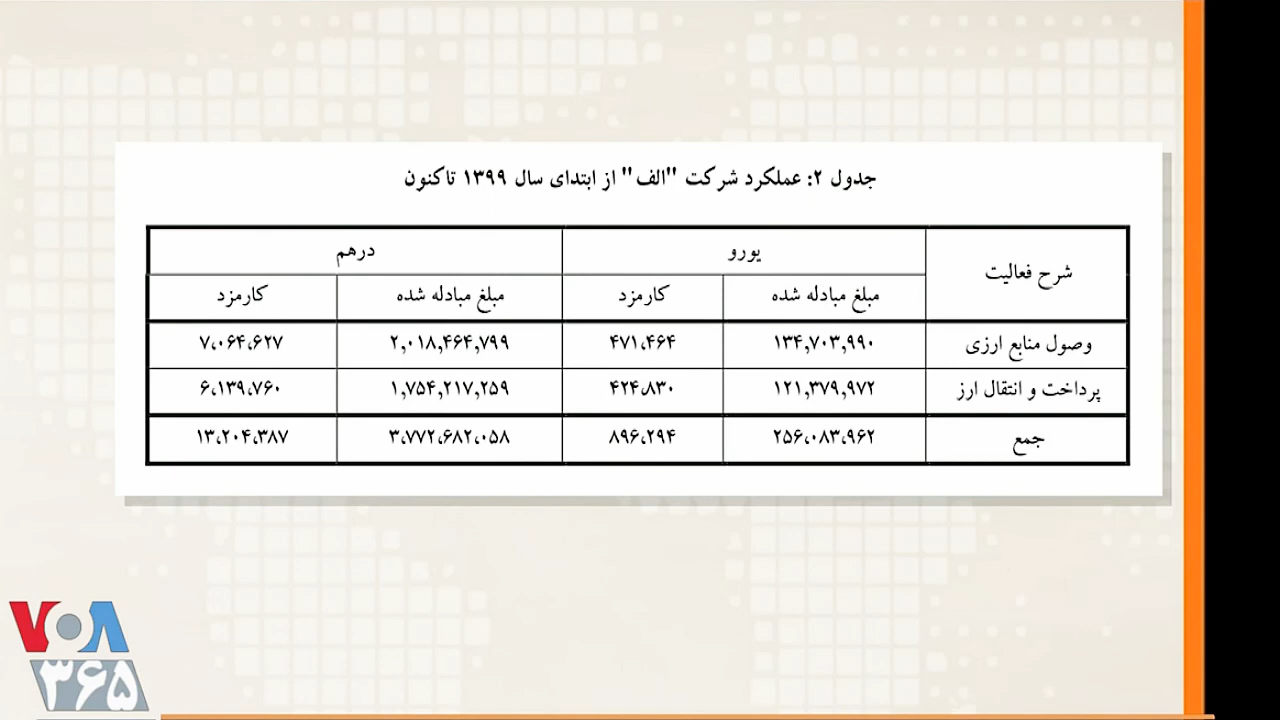 جدول ۲: عملکرد شرکت "الف" از ابتدای سال ۱۳۹۹ تاکنون
شرح فعالیت یورو درهم
مبلغ مبادله شده کارمزد مبلغ مبادله شده کارمزد
وصول منابع ارزی ۱۳۴,۷۰۳,۹۹۰ ۴۷۱،۴۶۴ ۲,۰۱۸,۴۶۴,۷۹۹ ۷،۰۶۴،۶۲۷
پرداخت و انتقال ارز ۱۲۱,۳۷۹,۹۷۲ ۴۲۴،۸۳۰ ۱,۷۵۴,۲۱۷,۲۵۹ ۶،۱۳۹،۷۶۰
جمع ۲۵۶،۰۸۳،۹۶۲ ۸۹۶،۲۹۴ ۳،۷۷۲،۶۸۲،۰۵۸ ۱۳،۲۰۴،۳۸۷
VOA
۳۶۵